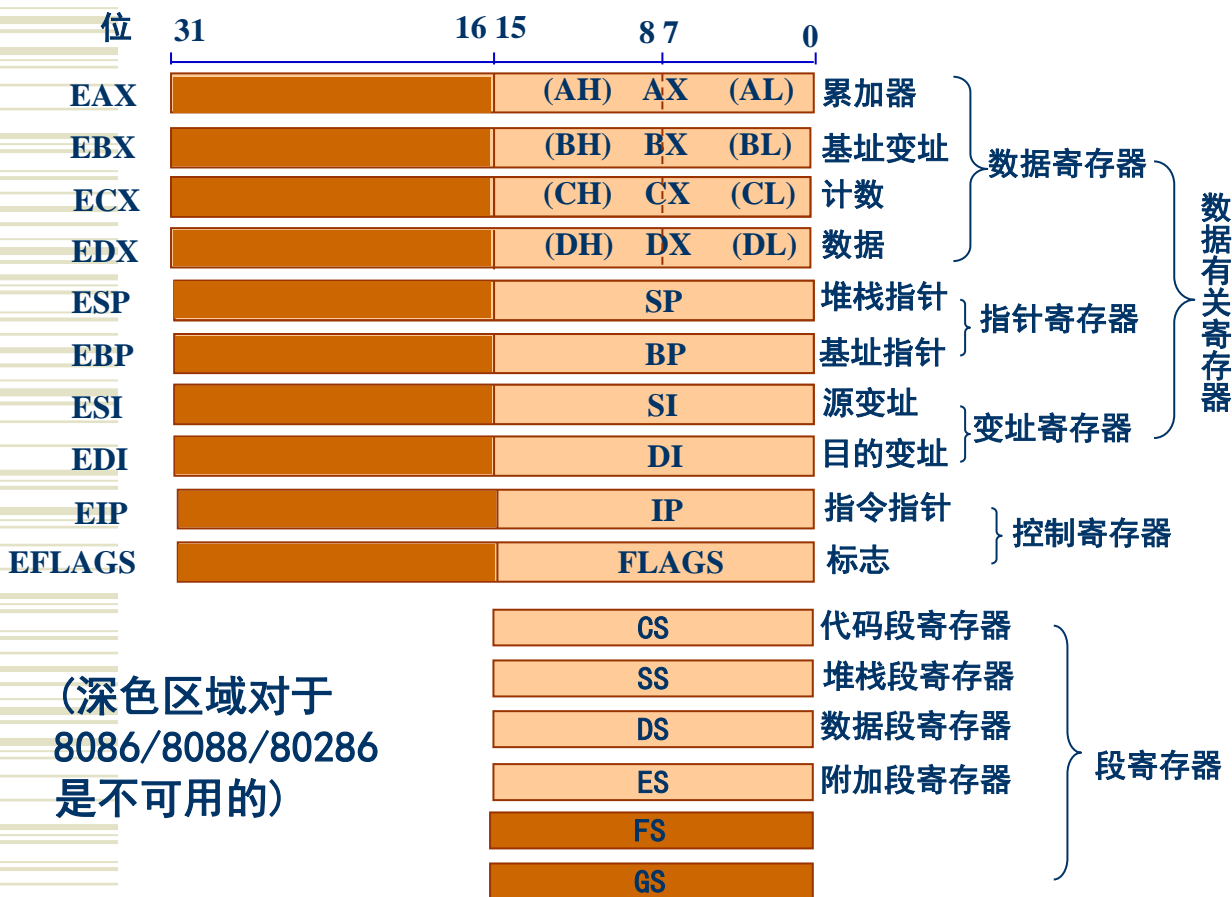 位 31 16 15 8 7 0
EAX (AH) AX (AL) 累加器
EBX (BH) BX (BL) 基址变址
数据寄存器
ECX (CH) CX (CL) 计数
EDX (DH) DX (DL) 数据
数据有关寄存器
ESP SP 堆栈指针
指针寄存器
EBP BP 基址指针
ESI SI 源变址
变址寄存器
EDI DI 目的变址
EIP IP 指令指针
控制寄存器
EFLAGS FLAGS 标志
CS 代码段寄存器
SS 堆栈段寄存器
DS 数据段寄存器
段寄存器
ES 附加段寄存器
FS
GS
(深色区域对于
8086/8088/80286
是不可用的)